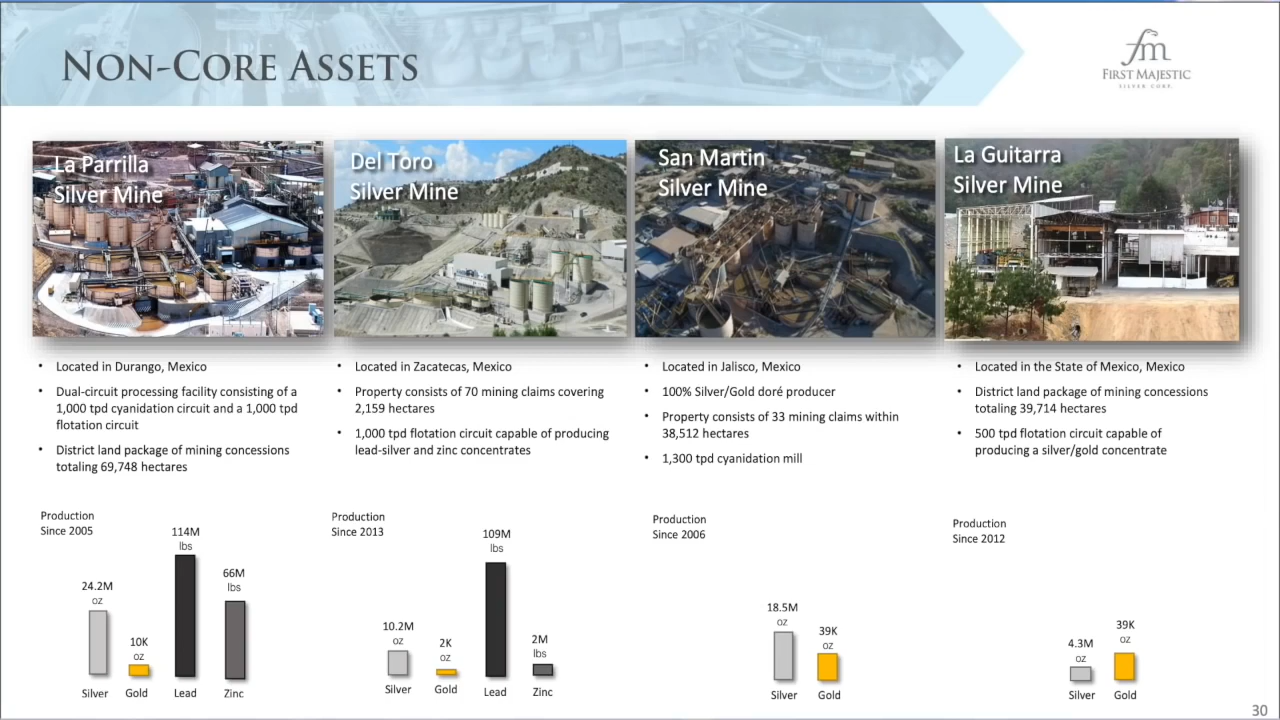 NON-CORE ASSETS
fm
FIRST MAJESTIC
SILVER CORP.
La Parrilla
Silver Mine
• Located in Durango, Mexico
• Dual-circuit processing facility consisting of a
1,000 tpd cyanidation circuit and a 1,000 tpd
flotation circuit
• District land package of mining concessions
totaling 69,748 hectares
Production
Since 2005
24.2M
oz
10K
oz
114M
lbs
66M
lbs
Silver
Gold
Lead
Zinc
Del Toro
Silver Mine
• Located in Zacatecas, Mexico
• Property consists of 70 mining claims covering
2,159 hectares
• 1,000 tpd flotation circuit capable of producing
lead-silver and zinc concentrates
Production
Since 2013
10.2M
oz
2K
oz
109M
lbs
2M
lbs
Silver
Gold
Lead
Zinc
San Martin
Silver Mine
• Located in Jalisco, Mexico
• 100% Silver/Gold doré producer
• Property consists of 33 mining claims within
38,512 hectares
• 1,300 tpd cyanidation mill
Production
Since 2006
18.5M
oz
39K
oz
Silver
Gold
La Guitarra
Silver Mine
• Located in the State of Mexico, Mexico
• District land package of mining concessions
totaling 39,714 hectares
• 500 tpd flotation circuit capable of
producing a silver/gold concentrate
Production
Since 2012
4.3M
oz
39K
oz
Silver
Gold
30